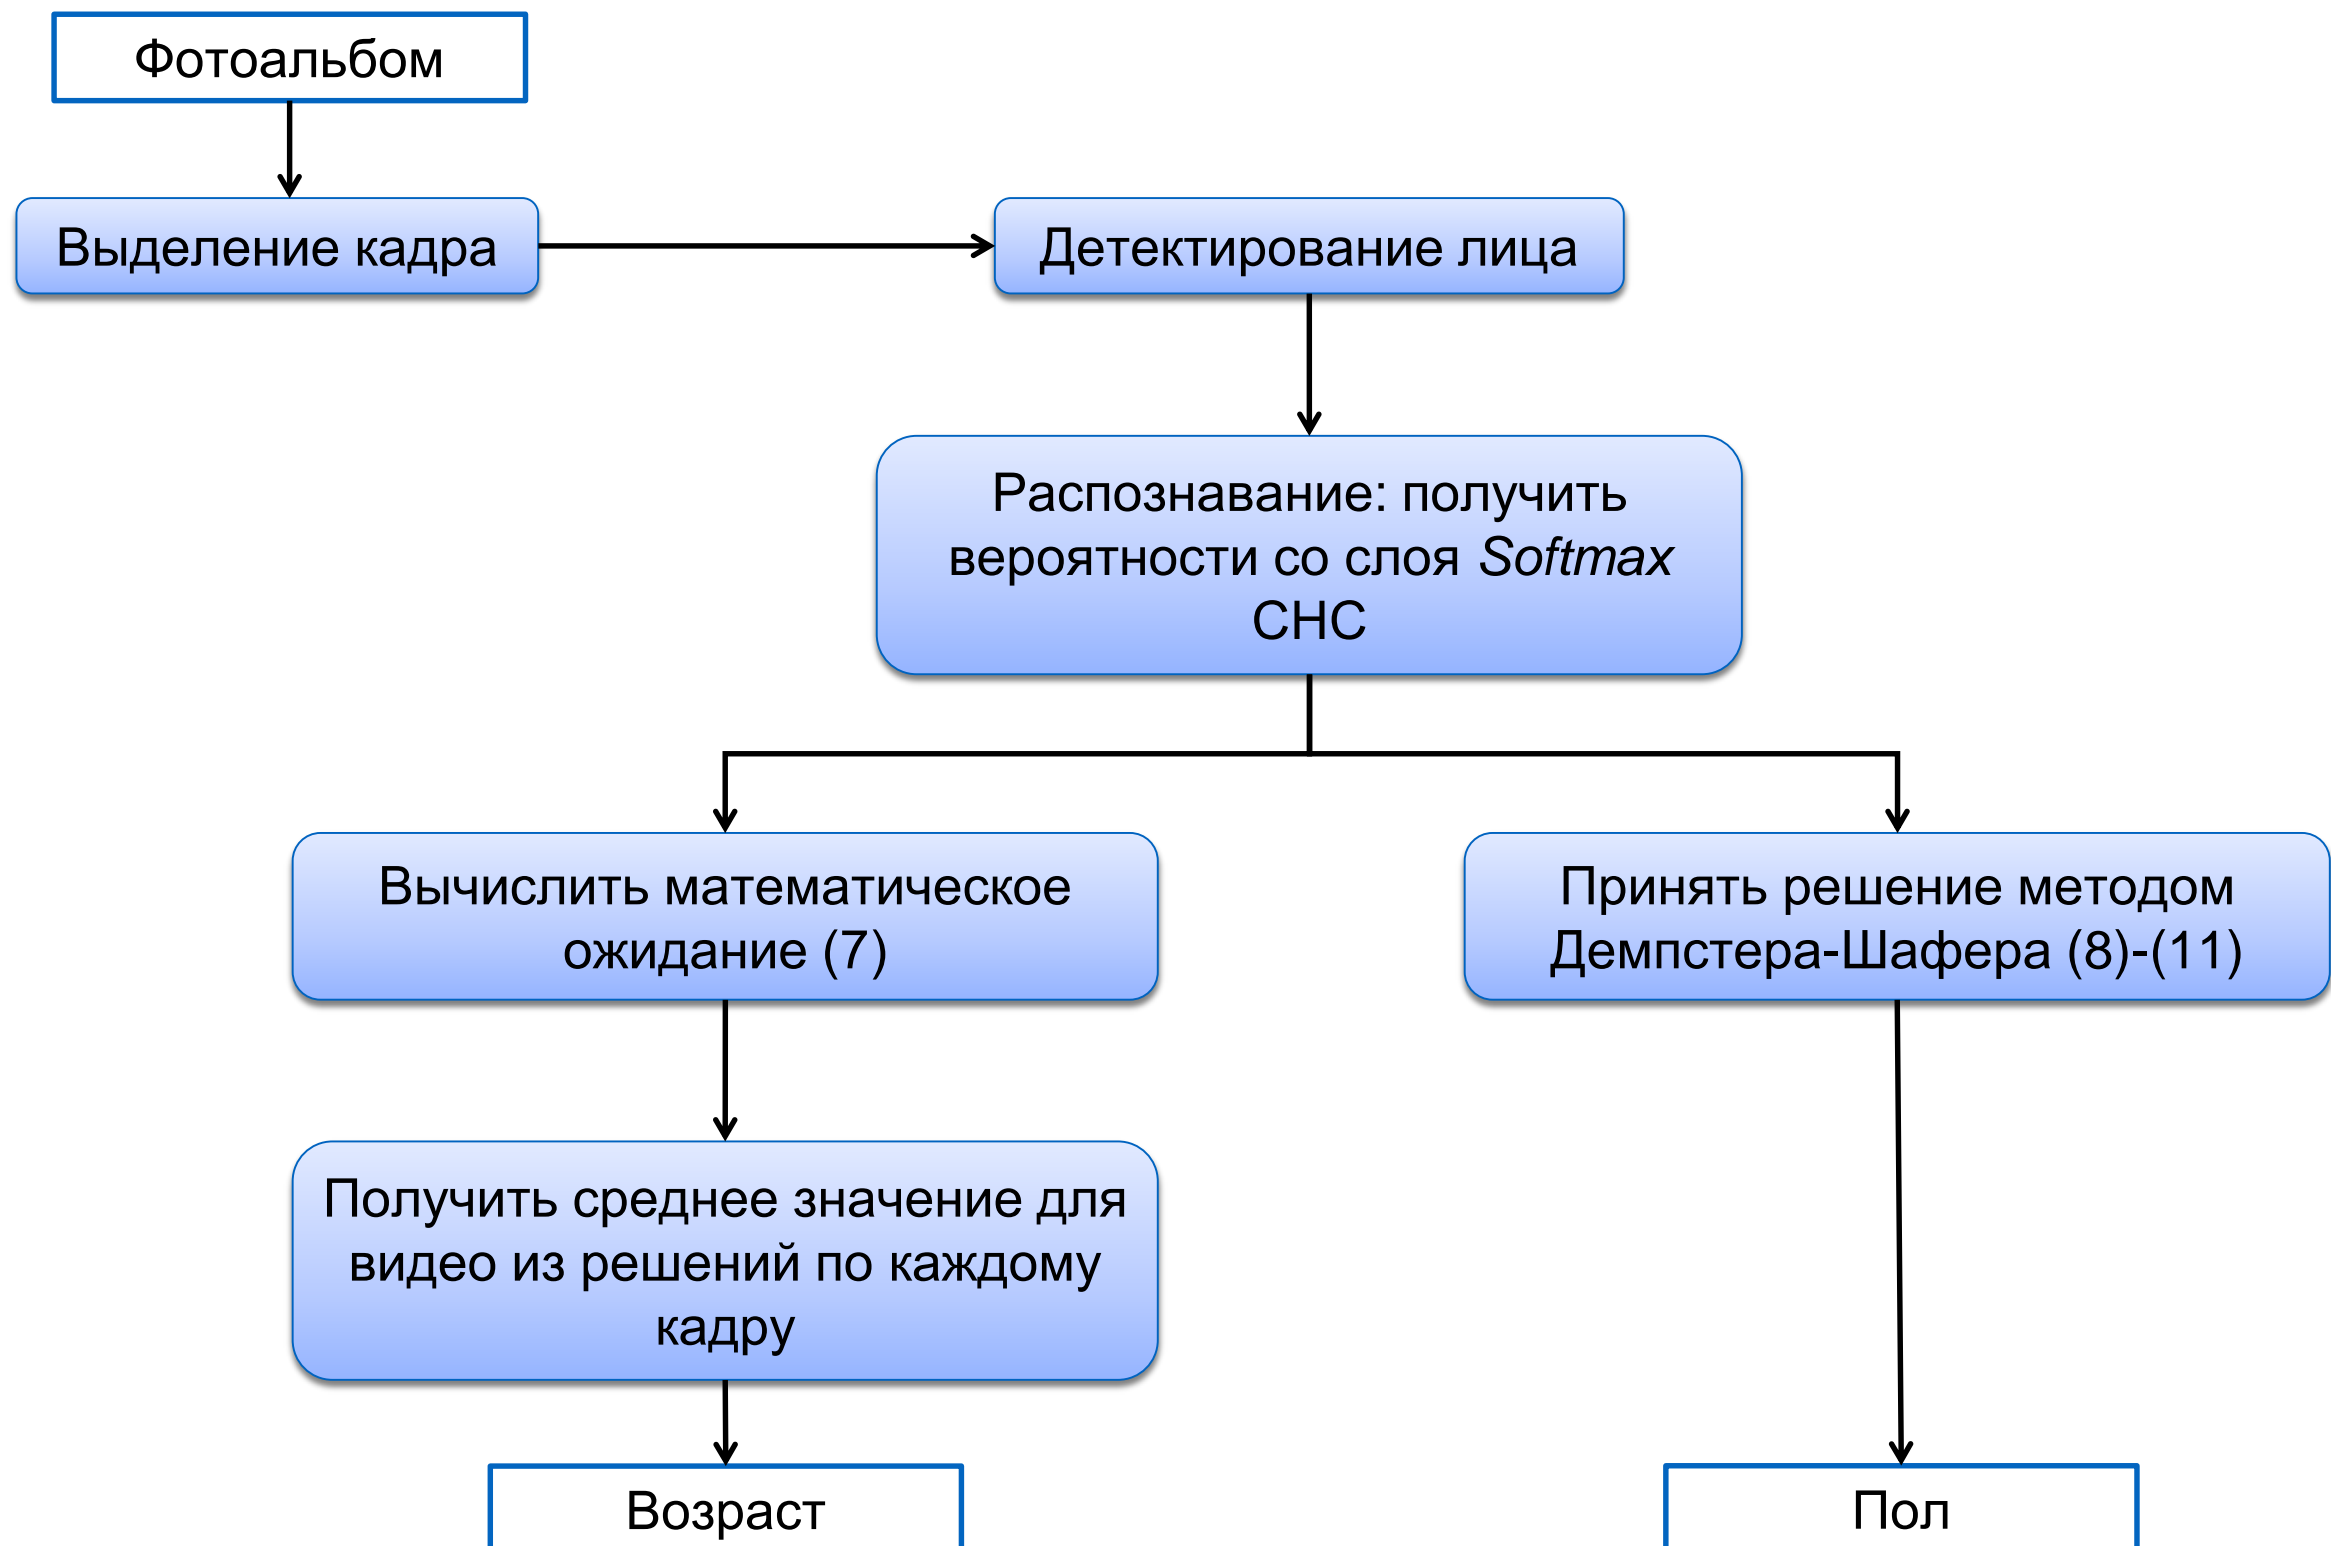 Фотоальбом
Выделение кадра
Детектирование лица
Распознавание: получить
вероятности со слоя Softmax
СНС
Вычислить математическое
ожидание (7)
Принять решение методом
Демпстера-Шафера (8)-(11)
Получить среднее значение для
видео из решений по каждому
кадру
Возраст
Пол